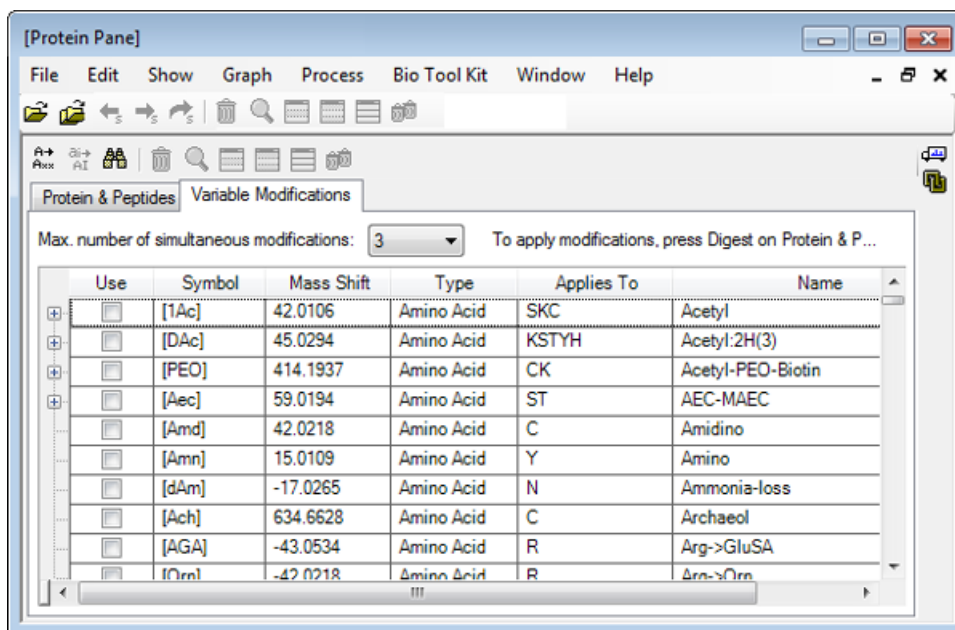 [Protein Pane]
File Edit Show Graph Process Bio Tool Kit Window Help
Protein & Peptides Variable Modifications
Max. number of simultaneous modifications: 3 To apply modifications, press Digest on Protein & P...
Use Symbol Mass Shift Type Applies To Name
[1Ac] 42.0106 Amino Acid SKC Acetyl
[DAc] 45.0294 Amino Acid KSTYH Acetyl:2H(3)
[PEO] 414.1937 Amino Acid CK Acetyl-PEO-Biotin
[Aec] 59.0194 Amino Acid ST AEC-MAEC
[Amd] 42.0218 Amino Acid C Amidino
[Amn] 15.0109 Amino Acid Y Amino
[dAm] -17.0265 Amino Acid N Ammonia-loss
[Ach] 634.6628 Amino Acid C Archaeol
[AGA] -43.0534 Amino Acid R Arg->GluSA
[Orn] -42.0218 Amino Acid R Arg->Orn